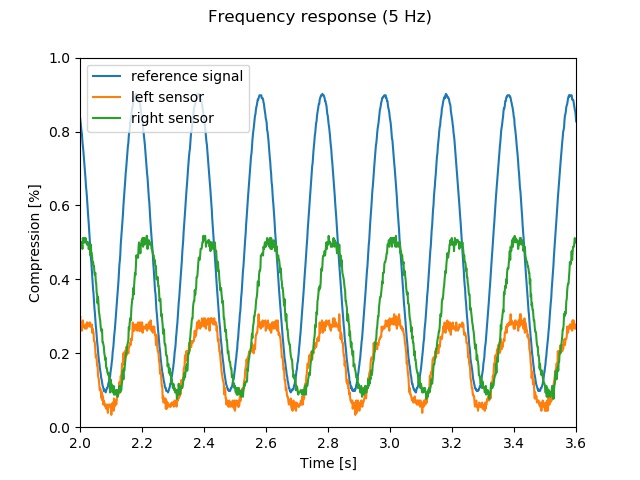 Frequency response (5 Hz)
reference signal
left sensor
right sensor
Compression [%]
1.0
0.8
0.6
0.4
0.2
0.0
2.0 2.2 2.4 2.6 2.8 3.0 3.2 3.4 3.6
Time [s]